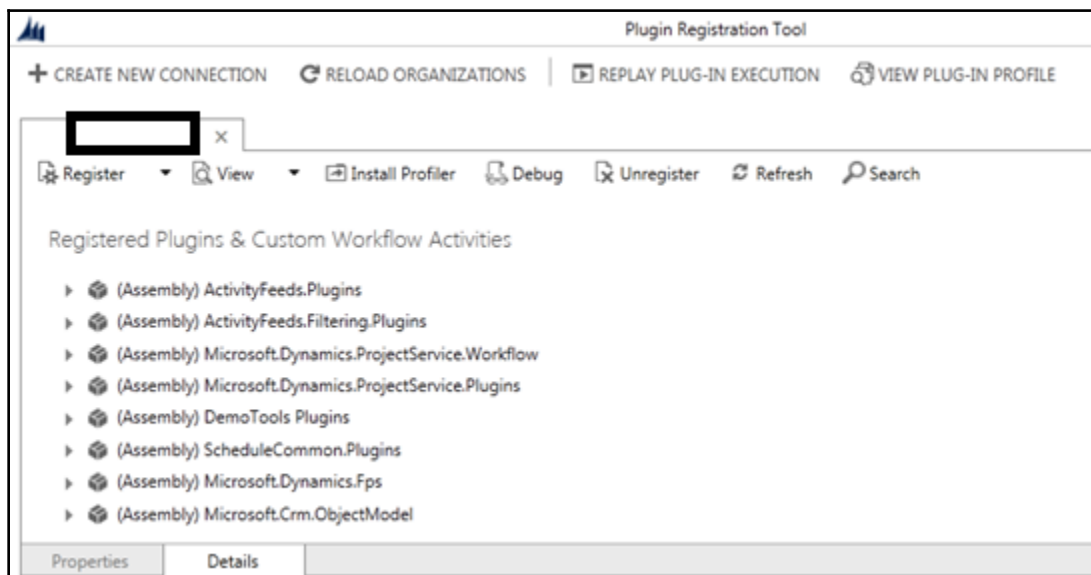 Plugin Registration Tool
CREATE NEW CONNECTION RELOAD ORGANIZATIONS REPLAY PLUG-IN EXECUTION VIEW PLUG-IN PROFILE
Register View Install Profiler Debug Unregister Refresh Search
Registered Plugins & Custom Workflow Activities
(Assembly) ActivityFeeds.Plugins
(Assembly) ActivityFeeds.Filtering.Plugins
(Assembly) Microsoft.Dynamics.ProjectService.Workflow
(Assembly) Microsoft.Dynamics.ProjectService.Plugins
(Assembly) DemoTools Plugins
(Assembly) ScheduleCommon.Plugins
(Assembly) Microsoft.Dynamics.Fps
(Assembly) Microsoft.Crm.ObjectModel
Properties Details